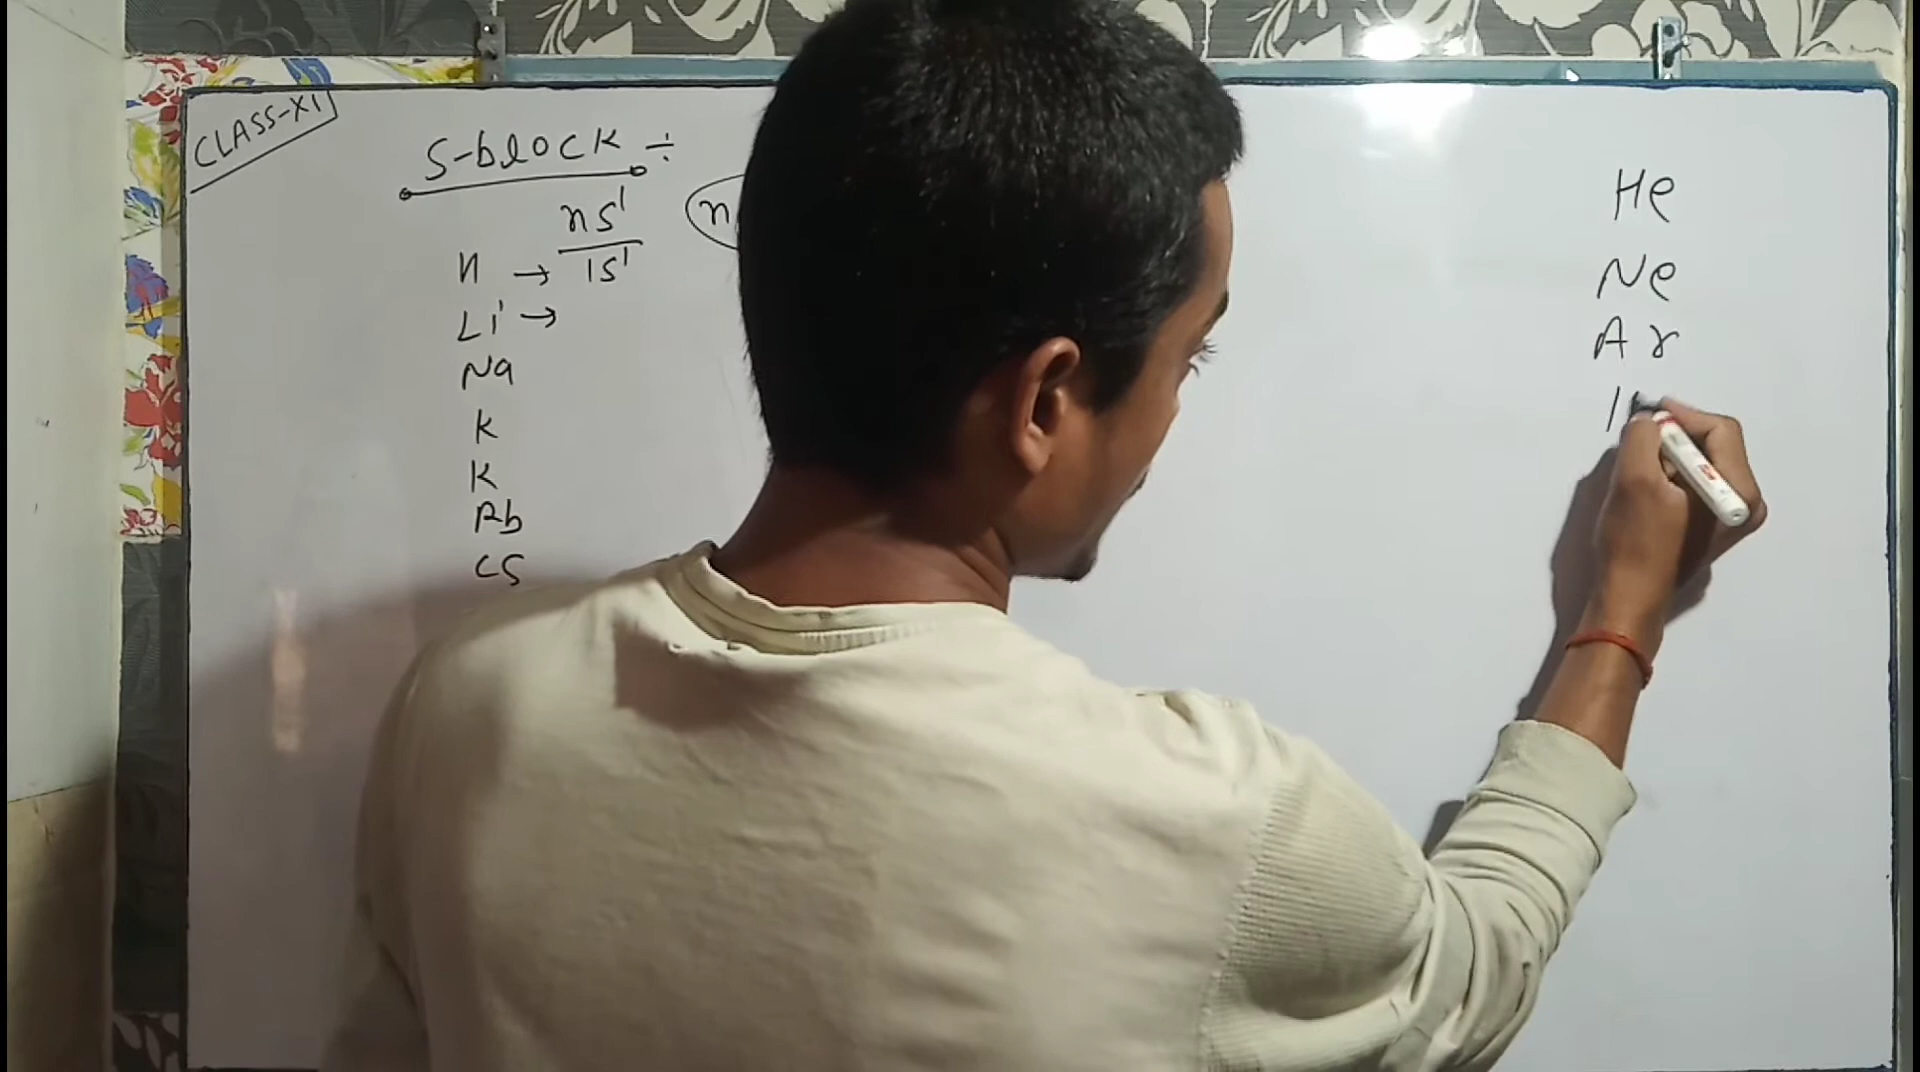 CLASS-XI
S-block ÷
ns¹
n
H → 1s¹
Li →
Na
K
K
Rb
Cs
He
Ne
Ar